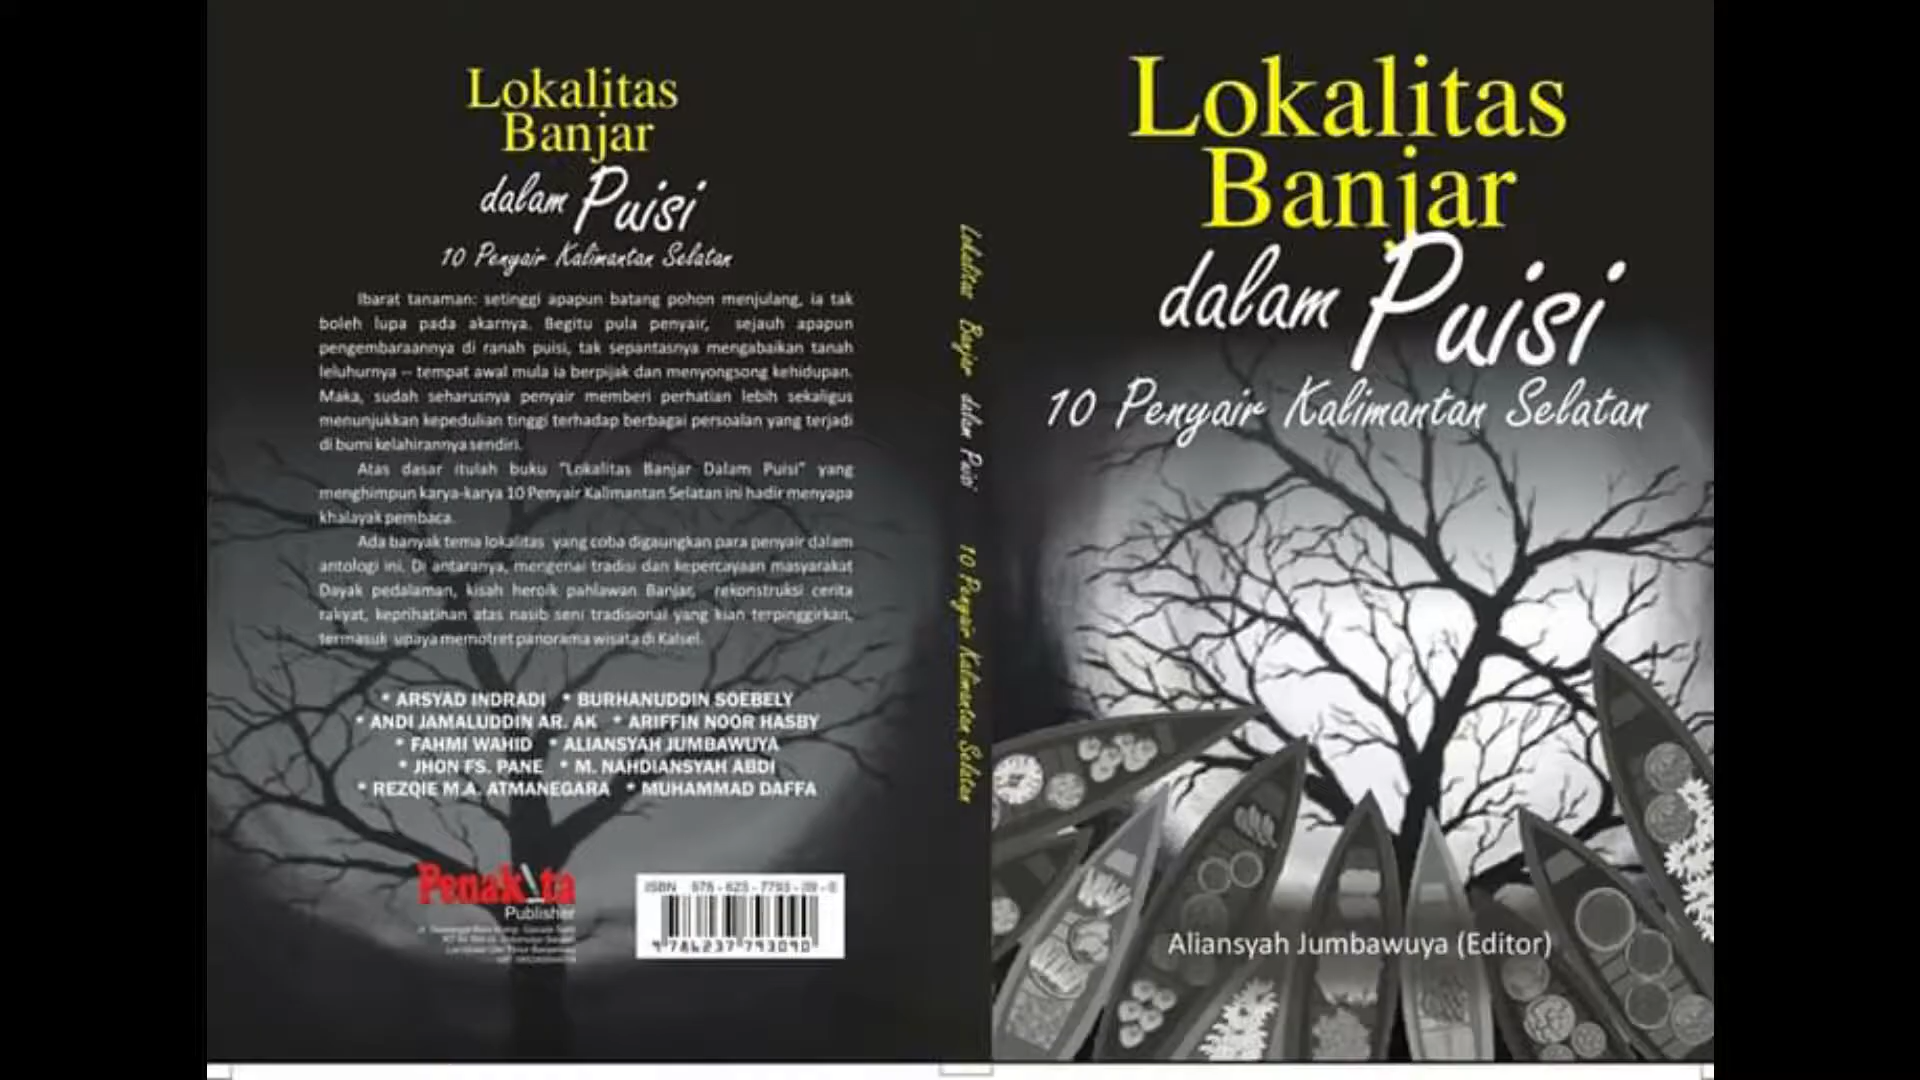 Lokalitas
Banjar
dalam Puisi
10 Penyair Kalimantan Selatan
Ibarat tanaman: setinggi apapun batang pohon menjulang, ia tak
boleh lupa pada akarnya. Begitu pula penyair, sejauh apapun
pengembaraannya di ranah puisi, tak sepantasnya mengabaikan tanah
leluhurnya -- tempat awal mula ia berpijak dan menyongsong kehidupan.
Maka, sudah seharusnya penyair memberi perhatian lebih sekaligus
menunjukkan kepedulian tinggi terhadap berbagai persoalan yang terjadi
di bumi kelahirannya sendiri.
Atas dasar itulah buku "Lokalitas Banjar Dalam Puisi" yang
menghimpun karya-karya 10 Penyair Kalimantan Selatan ini hadir menyapa
khalayak pembaca.
Ada banyak tema lokalitas yang coba digaungkan para penyair dalam
antologi ini. Di antaranya, mengenai tradisi dan kepercayaan masyarakat
Dayak pedalaman, kisah heroik pahlawan Banjar, rekonstruksi cerita
rakyat, keprihatinan atas nasib seni tradisional yang kian terpinggirkan,
termasuk upaya memotret panorama wisata di Kalsel.
* ARSYAD INDRADI * BURHANUDDIN SOEBELY
* ANDI JAMALUDDIN AR. AK * ARIFFIN NOOR HASBY
* FAHMI WAHID * ALIANSYAH JUMBAWUYA
* JHON FS. PANE * M. NAHDIANSYAH ABDI
* REZQIE M.A. ATMANEGARA * MUHAMMAD DAFFA
Penakita
Publisher
ISBN 978-623-7793-09-0
9 786237 793090
Lokalitas Banjar dalam Puisi 10 Penyair Kalimantan Selatan
Lokalitas
Banjar
dalam Puisi
10 Penyair Kalimantan Selatan
Aliansyah Jumbawuya (Editor)